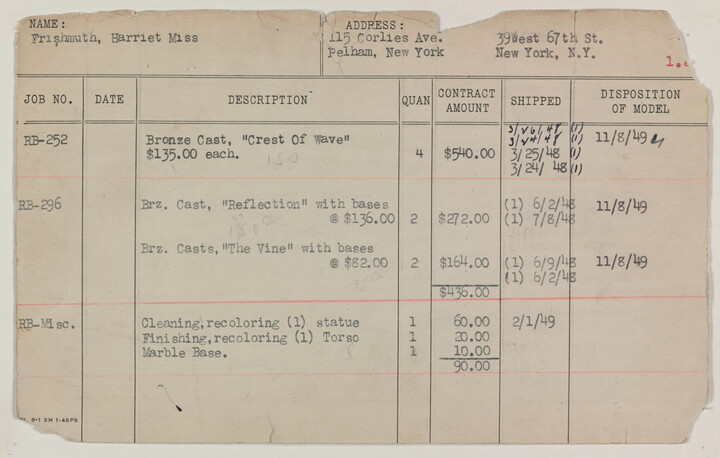 NAME:
Frishmuth, Harriet Miss
ADDRESS:
115 Corlies Ave.
Pelham, New York
39West 67th St.
New York, N.Y.
JOB NO. DATE DESCRIPTION QUAN CONTRACT AMOUNT SHIPPED DISPOSITION OF MODEL
RB-252 Bronze Cast, "Crest Of Wave" 11/8/49
$135.00 each. 4 $540.00 3/25/48 (1)
150 3/24/ 48 (1)
RB-296 Brz. Cast, "Reflection" with bases (1) 6/2/48 11/8/49
@ $136.00 2 $272.00 (1) 7/8/48
Brz. Casts,"The Vine" with bases
@ $82.00 2 $164.00 (1) 6/9/48 11/8/49
(1) 6/2/48
$436.00
RB-Misc. Cleaning,recoloring (1) statue 1 60.00 2/1/49
Finishing,recoloring (1) Torso 1 20.00
Marble Base. 1 10.00
90.00